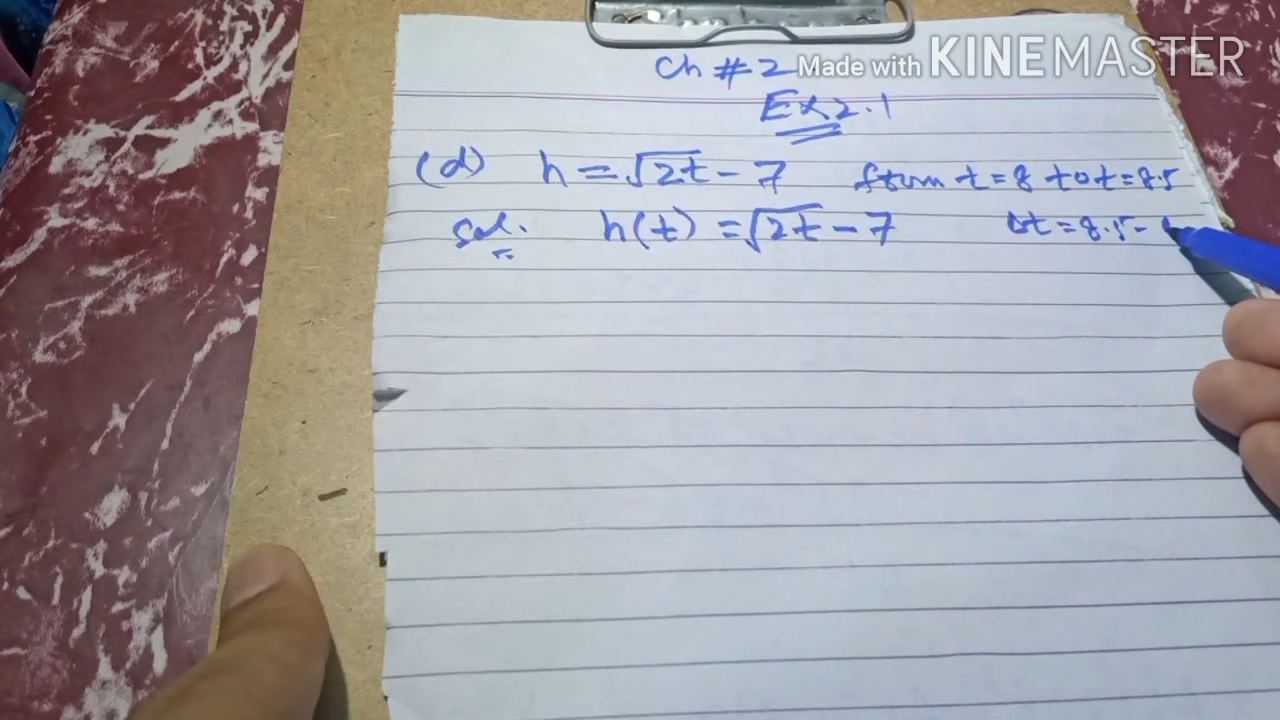 Made with KINEMASTER
Ch # 2
Ex 2.1
(d) h = √2t - 7 from t = 8 to t = 8.5
Sol. h(t) = √2t - 7 Δt = 8.5 -